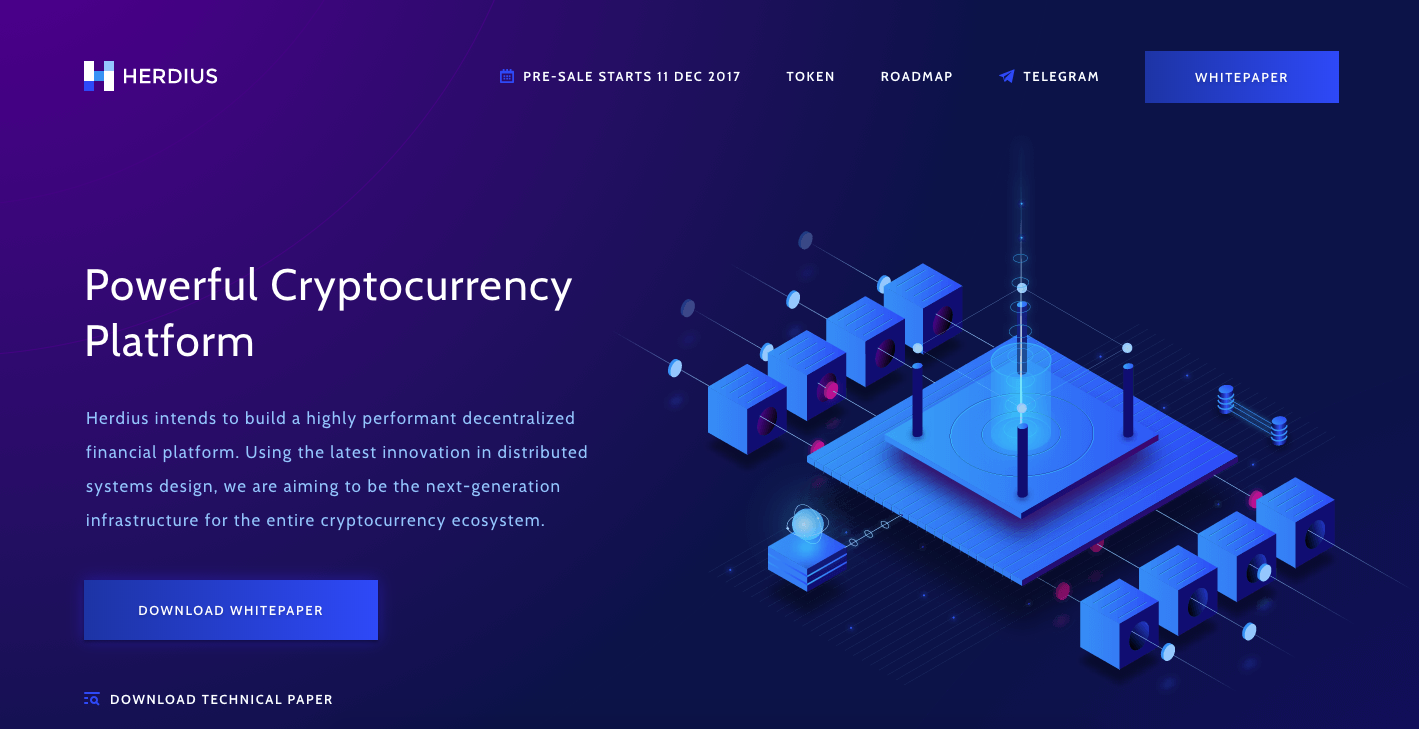 HERDIUS
PRE-SALE STARTS 11 DEC 2017
TOKEN
ROADMAP
TELEGRAM
WHITEPAPER
Powerful Cryptocurrency
Platform
Herdius intends to build a highly performant decentralized
financial platform. Using the latest innovation in distributed
systems design, we are aiming to be the next-generation
infrastructure for the entire cryptocurrency ecosystem.
DOWNLOAD WHITEPAPER
DOWNLOAD TECHNICAL PAPER